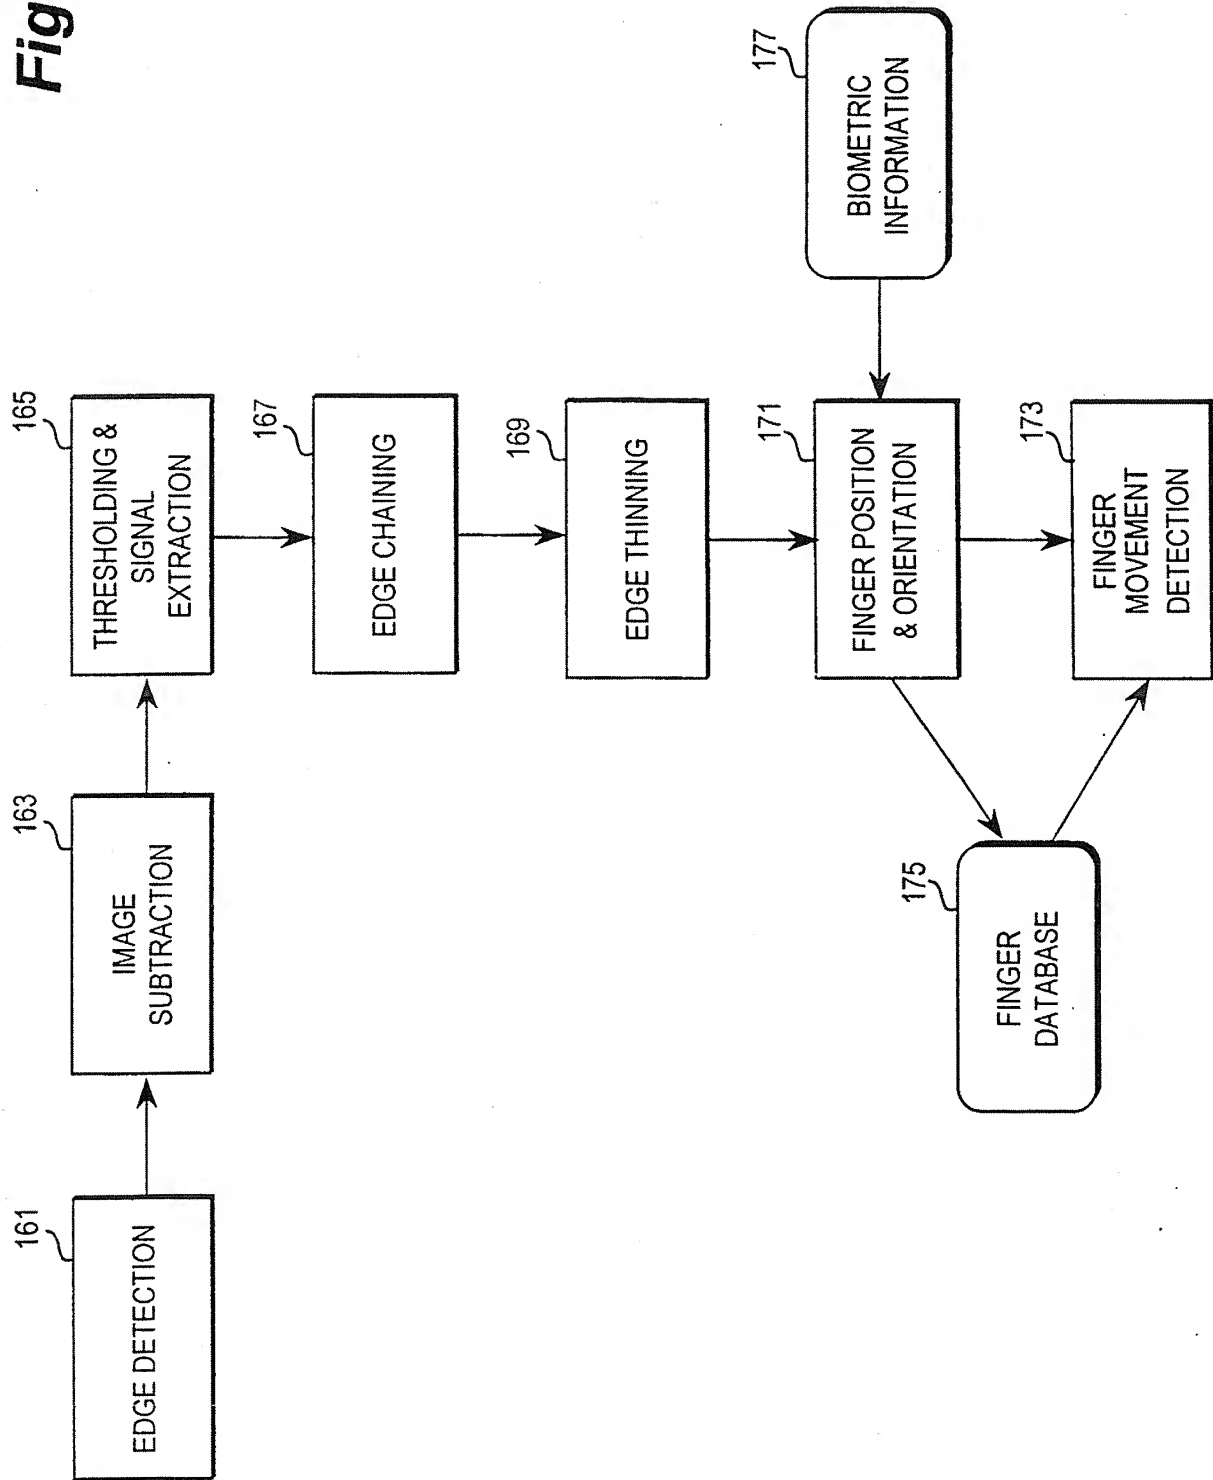 Fig
161
EDGE DETECTION
163
IMAGE
SUBTRACTION
165
THRESHOLDING &
SIGNAL
EXTRACTION
167
EDGE CHAINING
169
EDGE THINNING
171
FINGER POSITION
& ORIENTATION
177
BIOMETRIC
INFORMATION
175
FINGER
DATABASE
173
FINGER
MOVEMENT
DETECTION